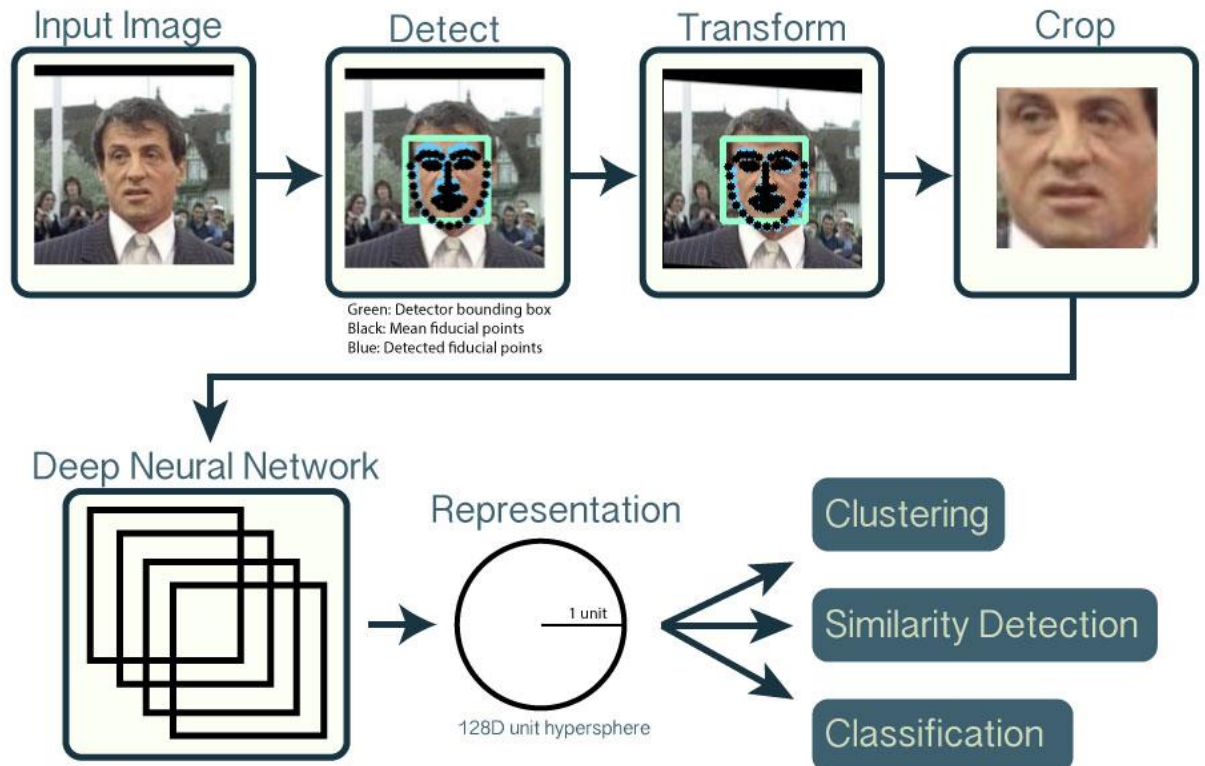 Input Image
Detect
Transform
Crop
Green: Detector bounding box
Black: Mean fiducial points
Blue: Detected fiducial points
Deep Neural Network
Representation
1 unit
128D unit hypersphere
Clustering
Similarity Detection
Classification